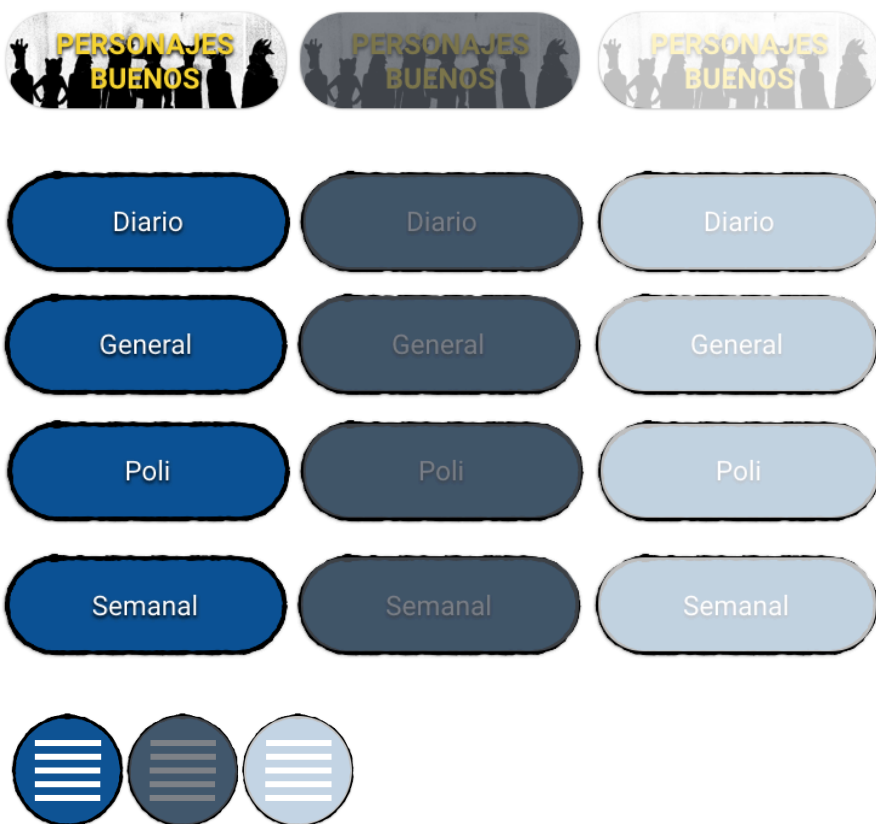 PERSONAJES
BUENOS
PERSONAJES
BUENOS
PERSONAJES
BUENOS
Diario
Diario
Diario
General
General
General
Poli
Poli
Poli
Semanal
Semanal
Semanal